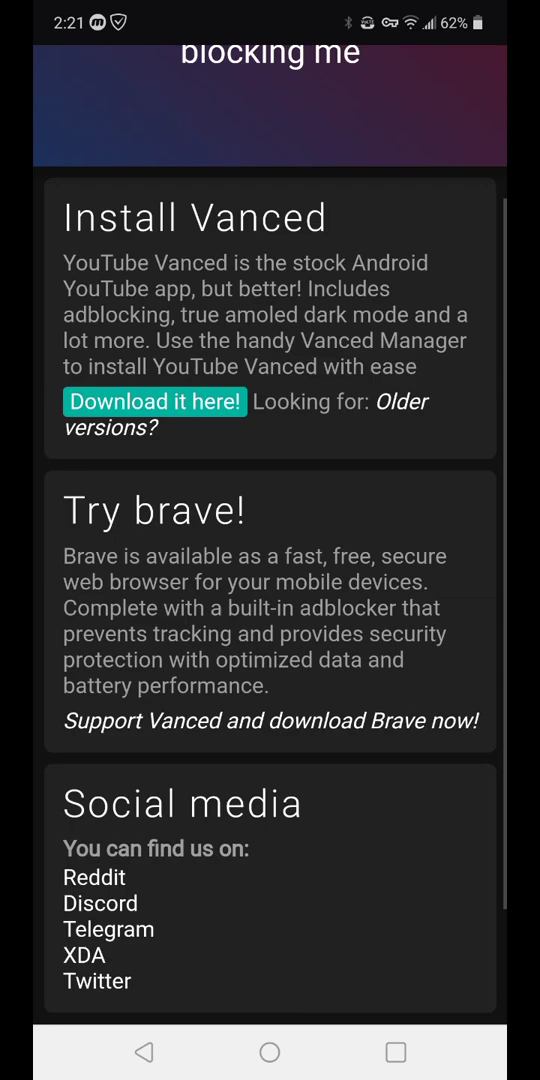 2:21
62%
blocking me
Install Vanced
YouTube Vanced is the stock Android
YouTube app, but better! Includes
adblocking, true amoled dark mode and a
lot more. Use the handy Vanced Manager
to install YouTube Vanced with ease
Download it here! Looking for: Older
versions?
Try brave!
Brave is available as a fast, free, secure
web browser for your mobile devices.
Complete with a built-in adblocker that
prevents tracking and provides security
protection with optimized data and
battery performance.
Support Vanced and download Brave now!
Social media
You can find us on:
Reddit
Discord
Telegram
XDA
Twitter